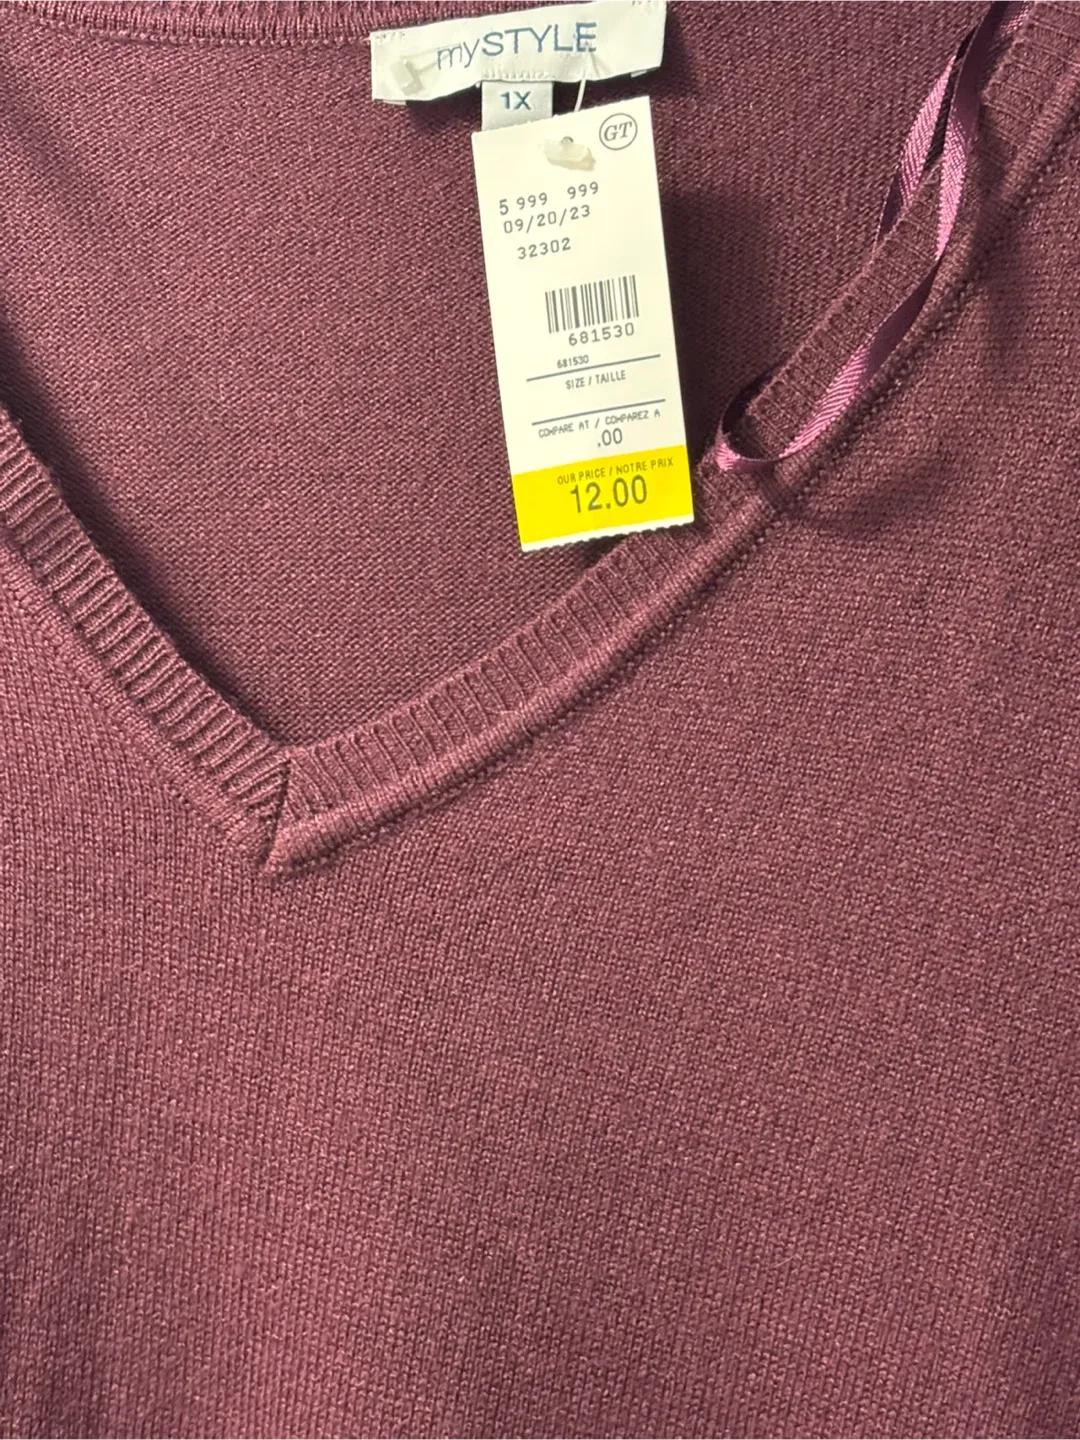 mySTYLE
1X
GT
5 999 999
09/20/23
32302
681530
681530
SIZE / TAILLE
COMPARE AT / COMPAREZ A
.00
OUR PRICE / NOTRE PRIX
12.00